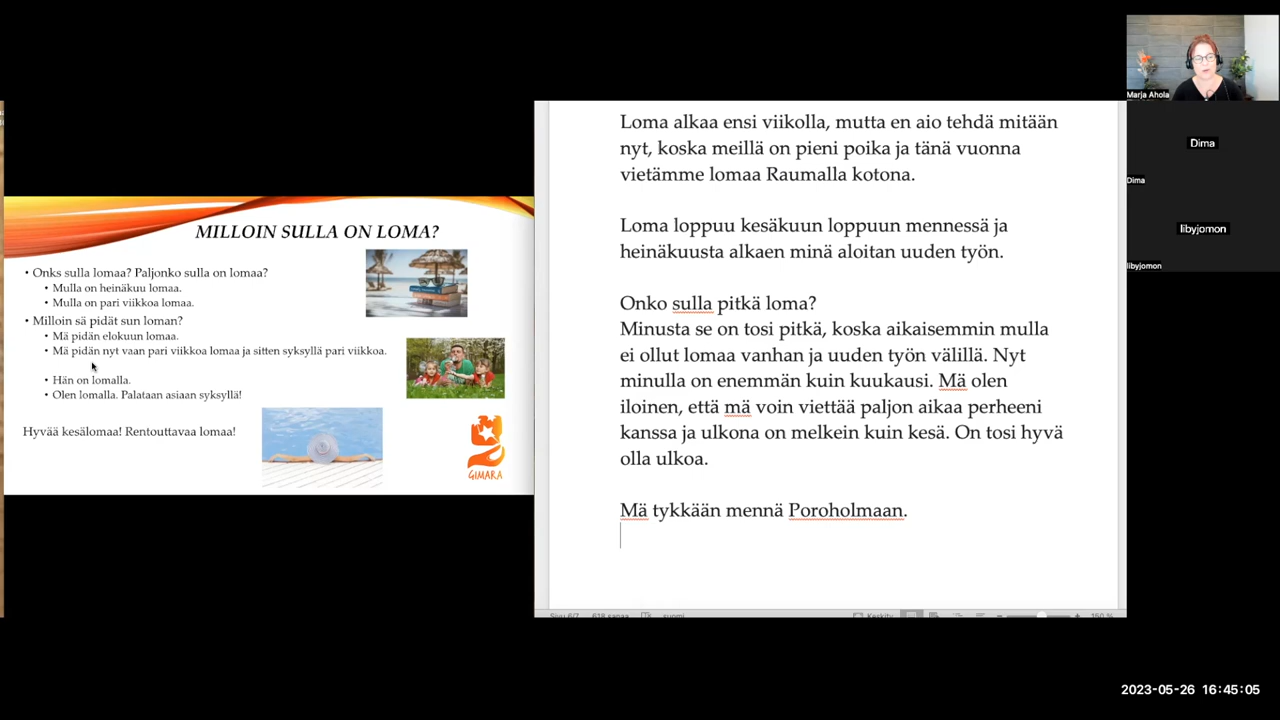 MILLOIN SULLA ON LOMA?
• Onks sulla lomaa? Paljonko sulla on lomaa?
• Mulla on heinäkuu lomaa.
• Mulla on pari viikkoa lomaa.
• Milloin sä pidät sun loman?
• Mä pidän elokuun lomaa.
• Mä pidän nyt vaan pari viikkoa lomaa ja sitten syksyllä pari viikkoa.
• Hän on lomalla.
• Olen lomalla. Palataan asiaan syksyllä!
Hyvää kesälomaa! Rentouttavaa lomaa!
GIMARA
Loma alkaa ensi viikolla, mutta en aio tehdä mitään
nyt, koska meillä on pieni poika ja tänä vuonna
vietämme lomaa Raumalla kotona.
Loma loppuu kesäkuun loppuun mennessä ja
heinäkuusta alkaen minä aloitan uuden työn.
Onko sulla pitkä loma?
Minusta se on tosi pitkä, koska aikaisemmin mulla
ei ollut lomaa vanhan ja uuden työn välillä. Nyt
minulla on enemmän kuin kuukausi. Mä olen
iloinen, että mä voin viettää paljon aikaa perheeni
kanssa ja ulkona on melkein kuin kesä. On tosi hyvä
olla ulkoa.
Mä tykkään mennä Poroholmaan.
Sivu 6/7 618 sanaa suomi Keskity 150 %
Marja Ahola
Dima
Dima
libyjomon
libyjomon
2023-05-26 16:45:05